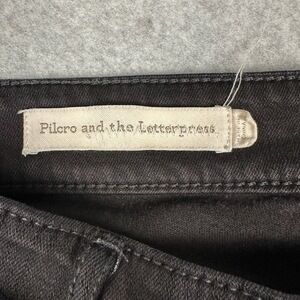 Pilcro and the Letterpress